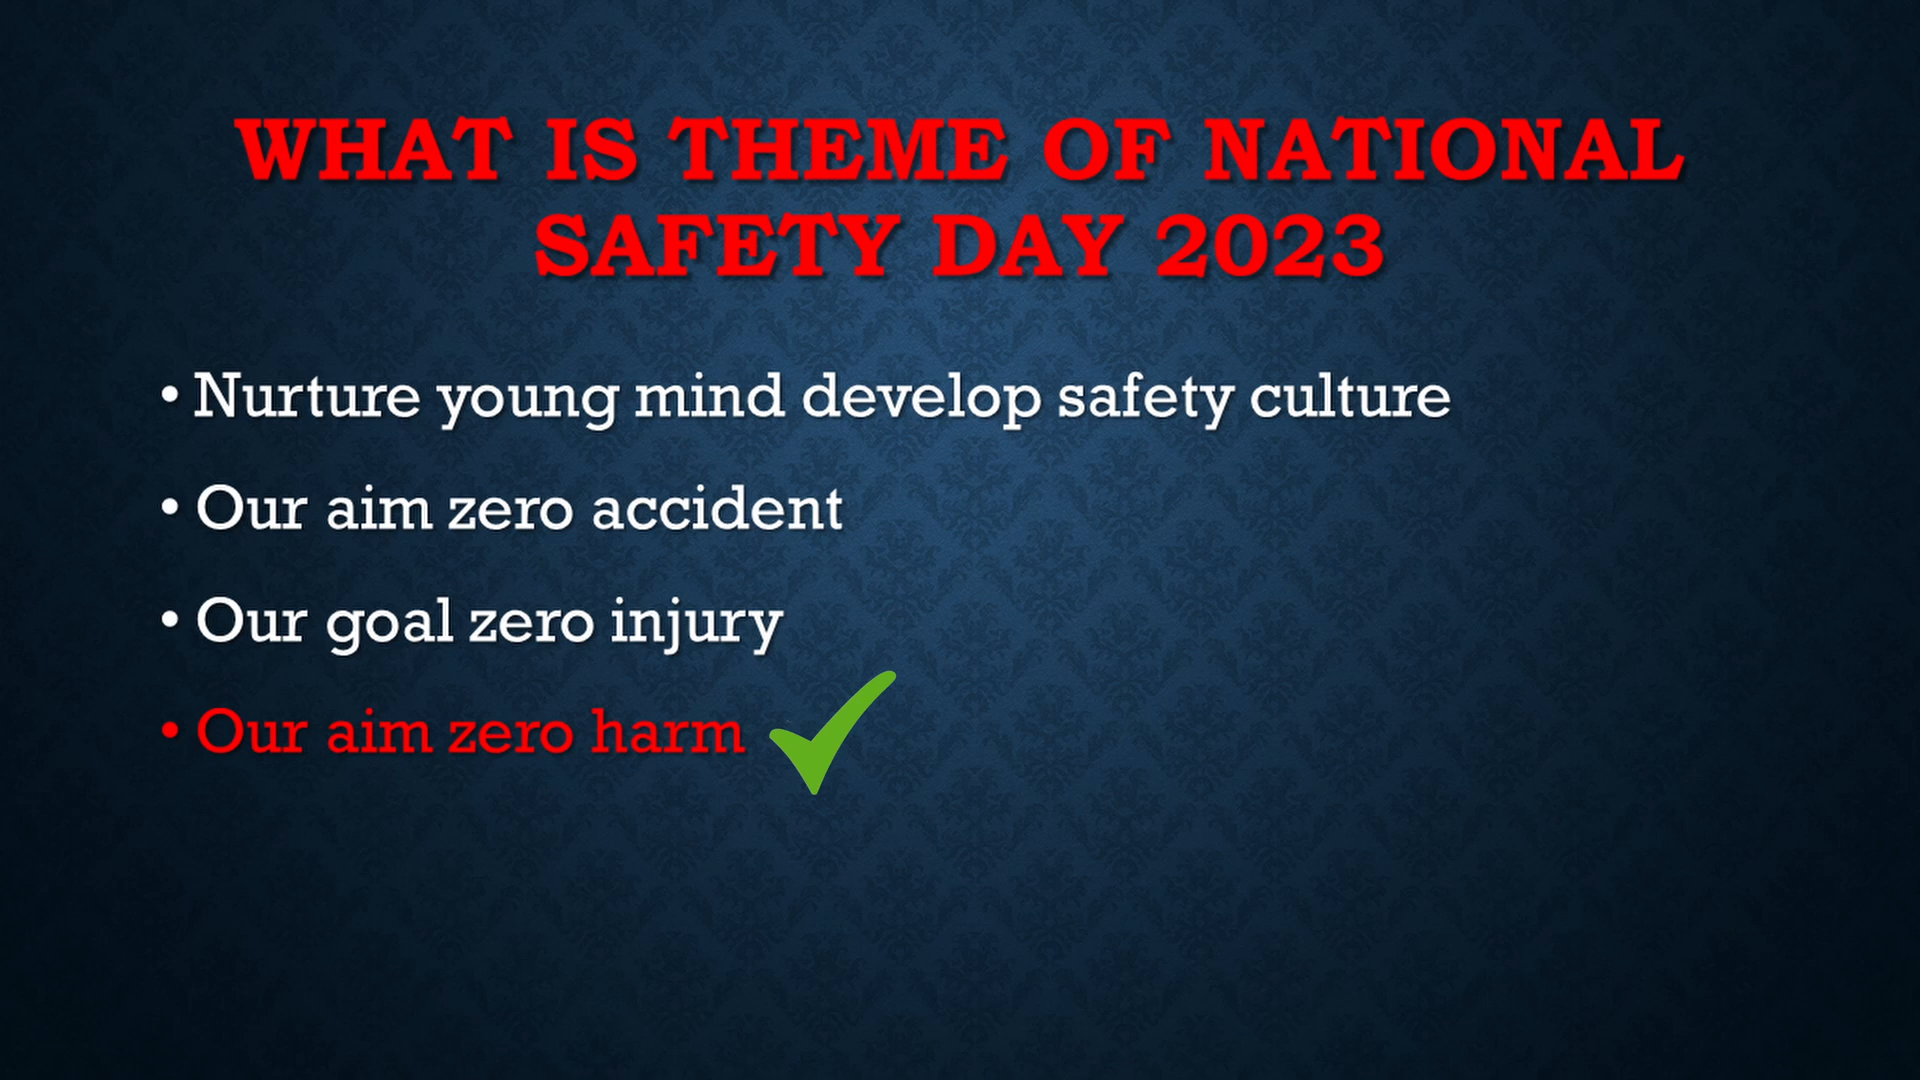 WHAT IS THEME OF NATIONAL
SAFETY DAY 2023
• Nurture young mind develop safety culture
• Our aim zero accident
• Our goal zero injury
• Our aim zero harm